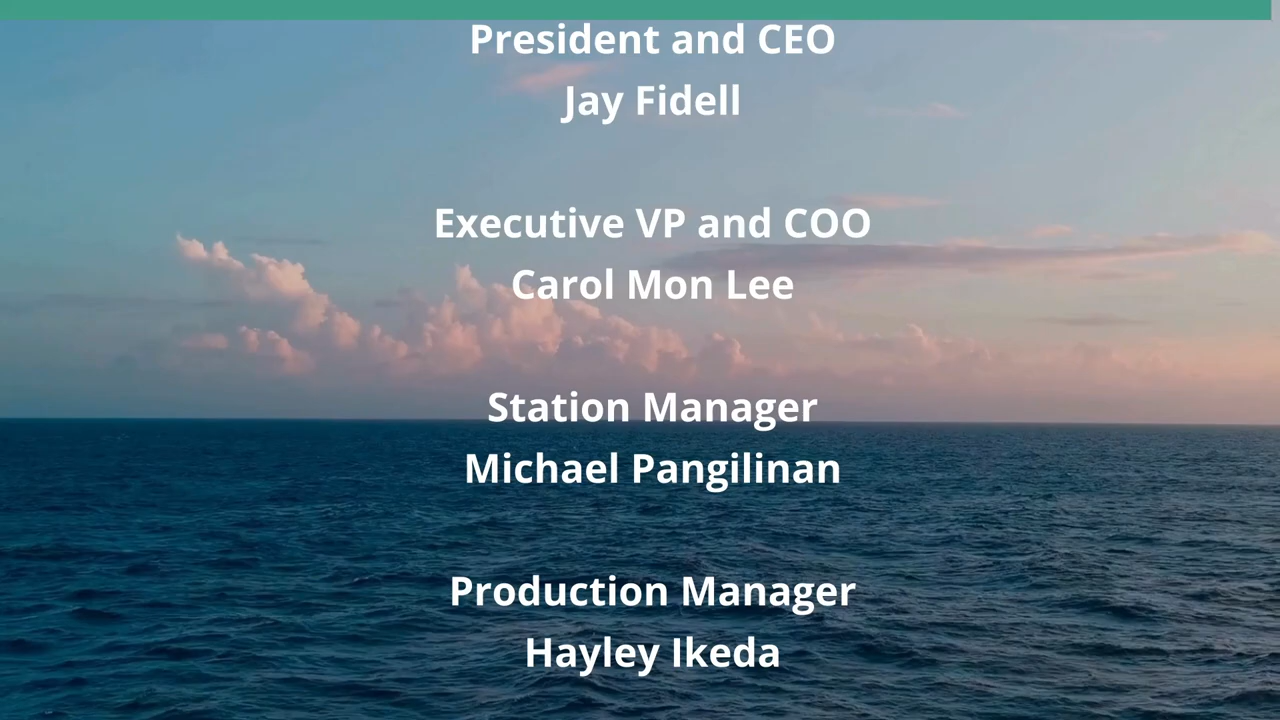 President and CEO
Jay Fidell
Executive VP and COO
Carol Mon Lee
Station Manager
Michael Pangilinan
Production Manager
Hayley Ikeda